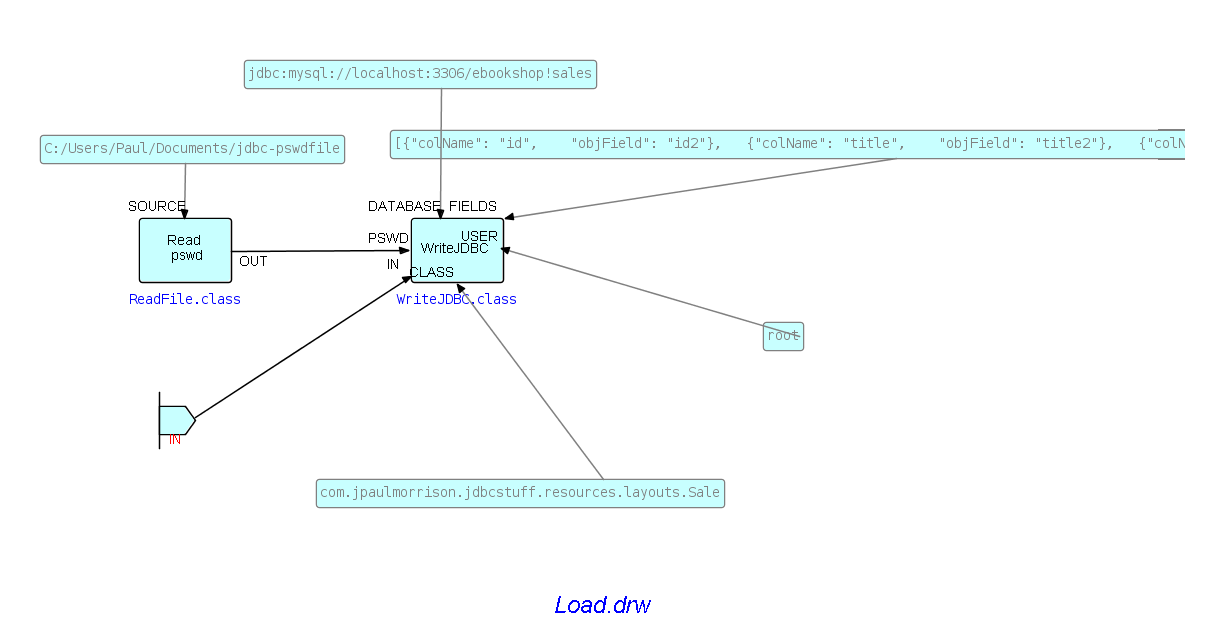 jdbc:mysql://localhost:3306/ebookshop!sales
C:/Users/Paul/Documents/jdbc-pswdfile
[{"colName": "id",    "objField": "id2"},   {"colName": "title",    "objField": "title2"},   {"colN
SOURCE
DATABASE FIELDS
Read
pswd
OUT
PSWD
USER
WriteJDBC
IN
CLASS
ReadFile.class
WriteJDBC.class
root
IN
com.jpaulmorrison.jdbcstuff.resources.layouts.Sale
Load.drw